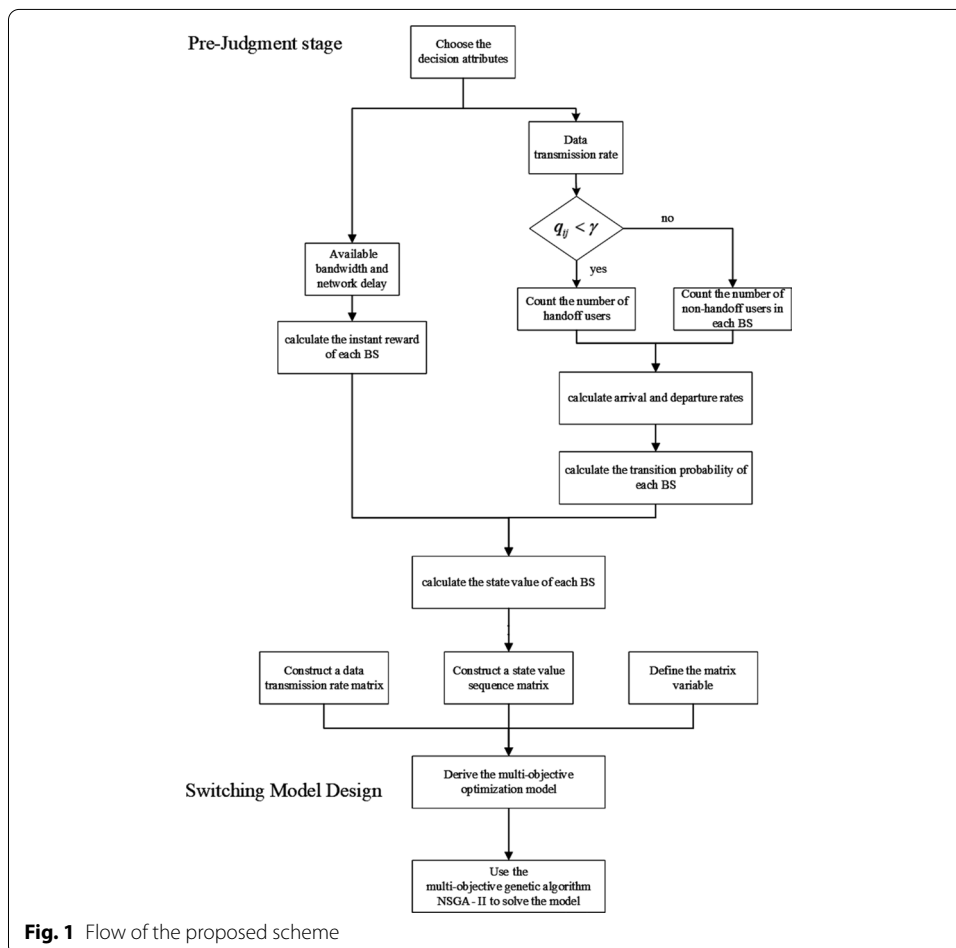 Pre-Judgment stage
Choose the
decision attributes
Data
transmission rate
q_ij < γ
no
yes
Available
bandwidth and
network delay
Count the number of
handoff users
Count the number of
non-handoff users in
each BS
calculate the instant reward
of each BS
calculate arrival and departure rates
calculate the transition probability of
each BS
calculate the state value of each BS
Construct a data
transmission rate matrix
Construct a state value
sequence matrix
Define the matrix
variable
Switching Model Design
Derive the multi-objective
optimization model
Use the
multi-objective genetic algorithm
NSGA-II to solve the model
Fig. 1 Flow of the proposed scheme